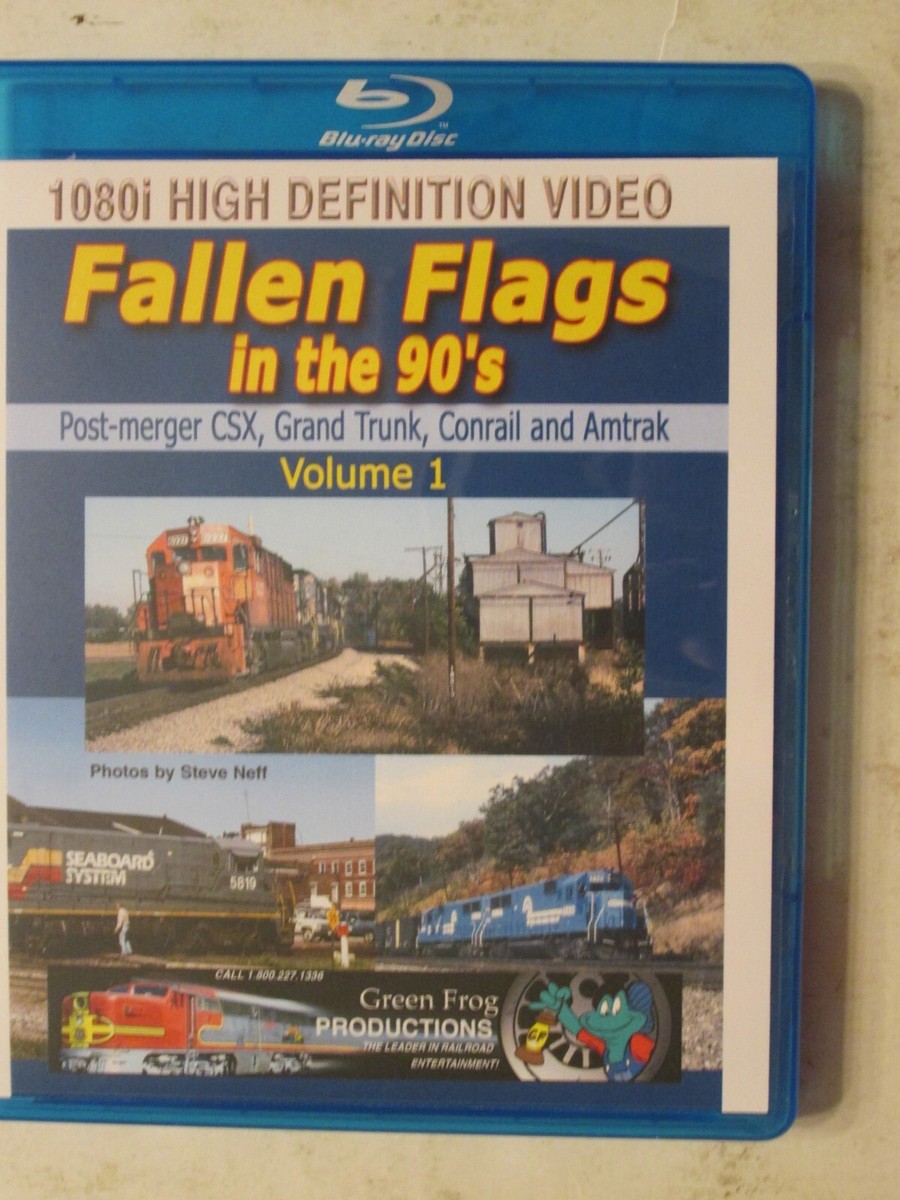 Blu-ray Disc™
1080i HIGH DEFINITION VIDEO
Fallen Flags
in the 90's
Post-merger CSX, Grand Trunk, Conrail and Amtrak
Volume 1
Photos by Steve Neff
SEABOARD
SYSTEM
5819
CALL 1.800.227.1336
Green Frog
PRODUCTIONS
THE LEADER IN RAILROAD
ENTERTAINMENT!
GF